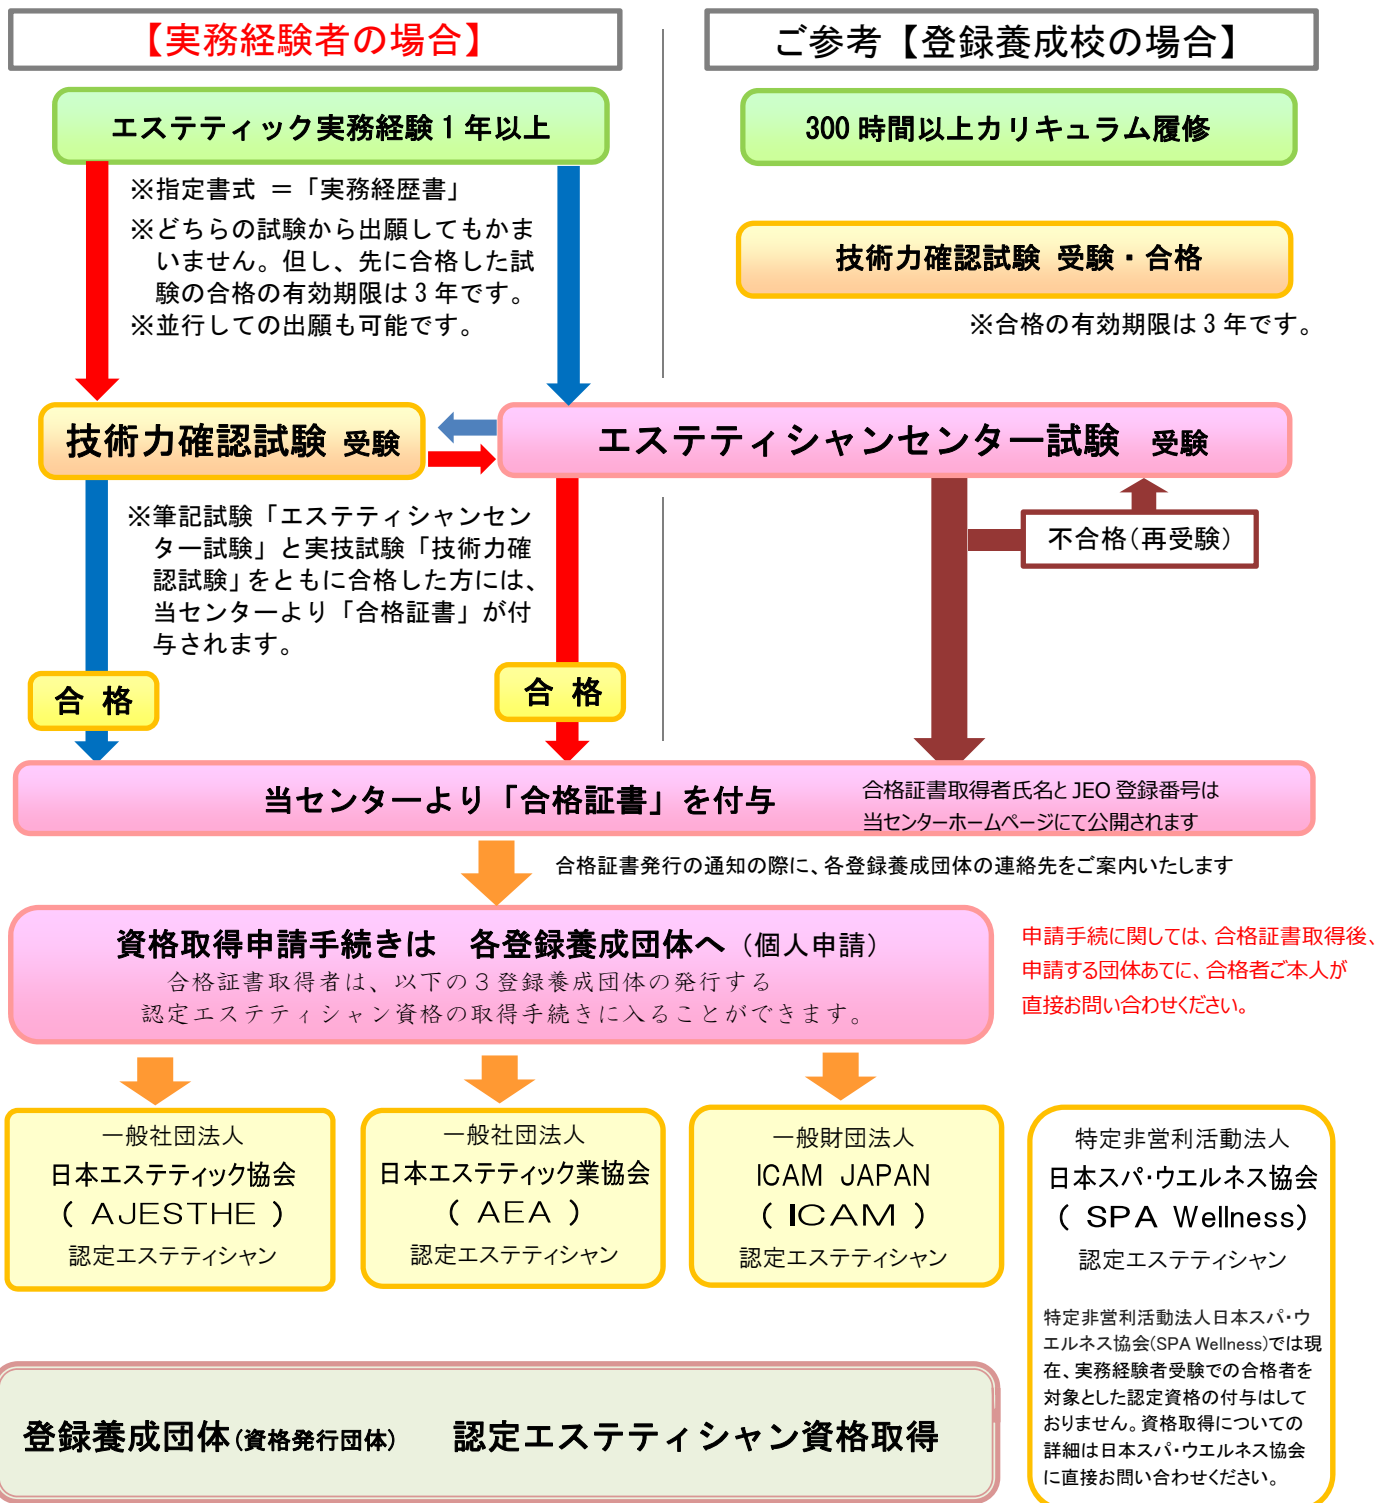 【実務経験者の場合】
ご参考【登録養成校の場合】
エステティック実務経験１年以上
300 時間以上カリキュラム履修
※指定書式 ＝「実務経歴書」
※どちらの試験から出願してもかま
いません。但し、先に合格した試
験の合格の有効期限は３年です。
※並行しての出願も可能です。
技術力確認試験 受験・合格
※合格の有効期限は３年です。
技術力確認試験 受験
エステティシャンセンター試験 受験
※筆記試験「エステティシャンセン
ター試験」と実技試験「技術力確
認試験」をともに合格した方には、
当センターより「合格証書」が付
与されます。
不合格（再受験）
合 格
合 格
当センターより「合格証書」を付与
合格証書取得者氏名と JEO 登録番号は
当センターホームページにて公開されます
合格証書発行の通知の際に、各登録養成団体の連絡先をご案内いたします
資格取得申請手続きは 各登録養成団体へ（個人申請）
合格証書取得者は、以下の３登録養成団体の発行する
認定エステティシャン資格の取得手続きに入ることができます。
申請手続に関しては、合格証書取得後、
申請する団体あてに、合格者ご本人が
直接お問い合わせください。
一般社団法人
日本エステティック協会
（ AJESTHE ）
認定エステティシャン
一般社団法人
日本エステティック業協会
（ AEA ）
認定エステティシャン
一般財団法人
ICAM JAPAN
（ ICAM ）
認定エステティシャン
特定非営利活動法人
日本スパ・ウエルネス協会
（ SPA Wellness）
認定エステティシャン
特定非営利活動法人日本スパ・ウ
エルネス協会(SPA Wellness)では現
在、実務経験者受験での合格者を
対象とした認定資格の付与はして
おりません。資格取得についての
詳細は日本スパ・ウエルネス協会
に直接お問い合わせください。
登録養成団体(資格発行団体) 認定エステティシャン資格取得